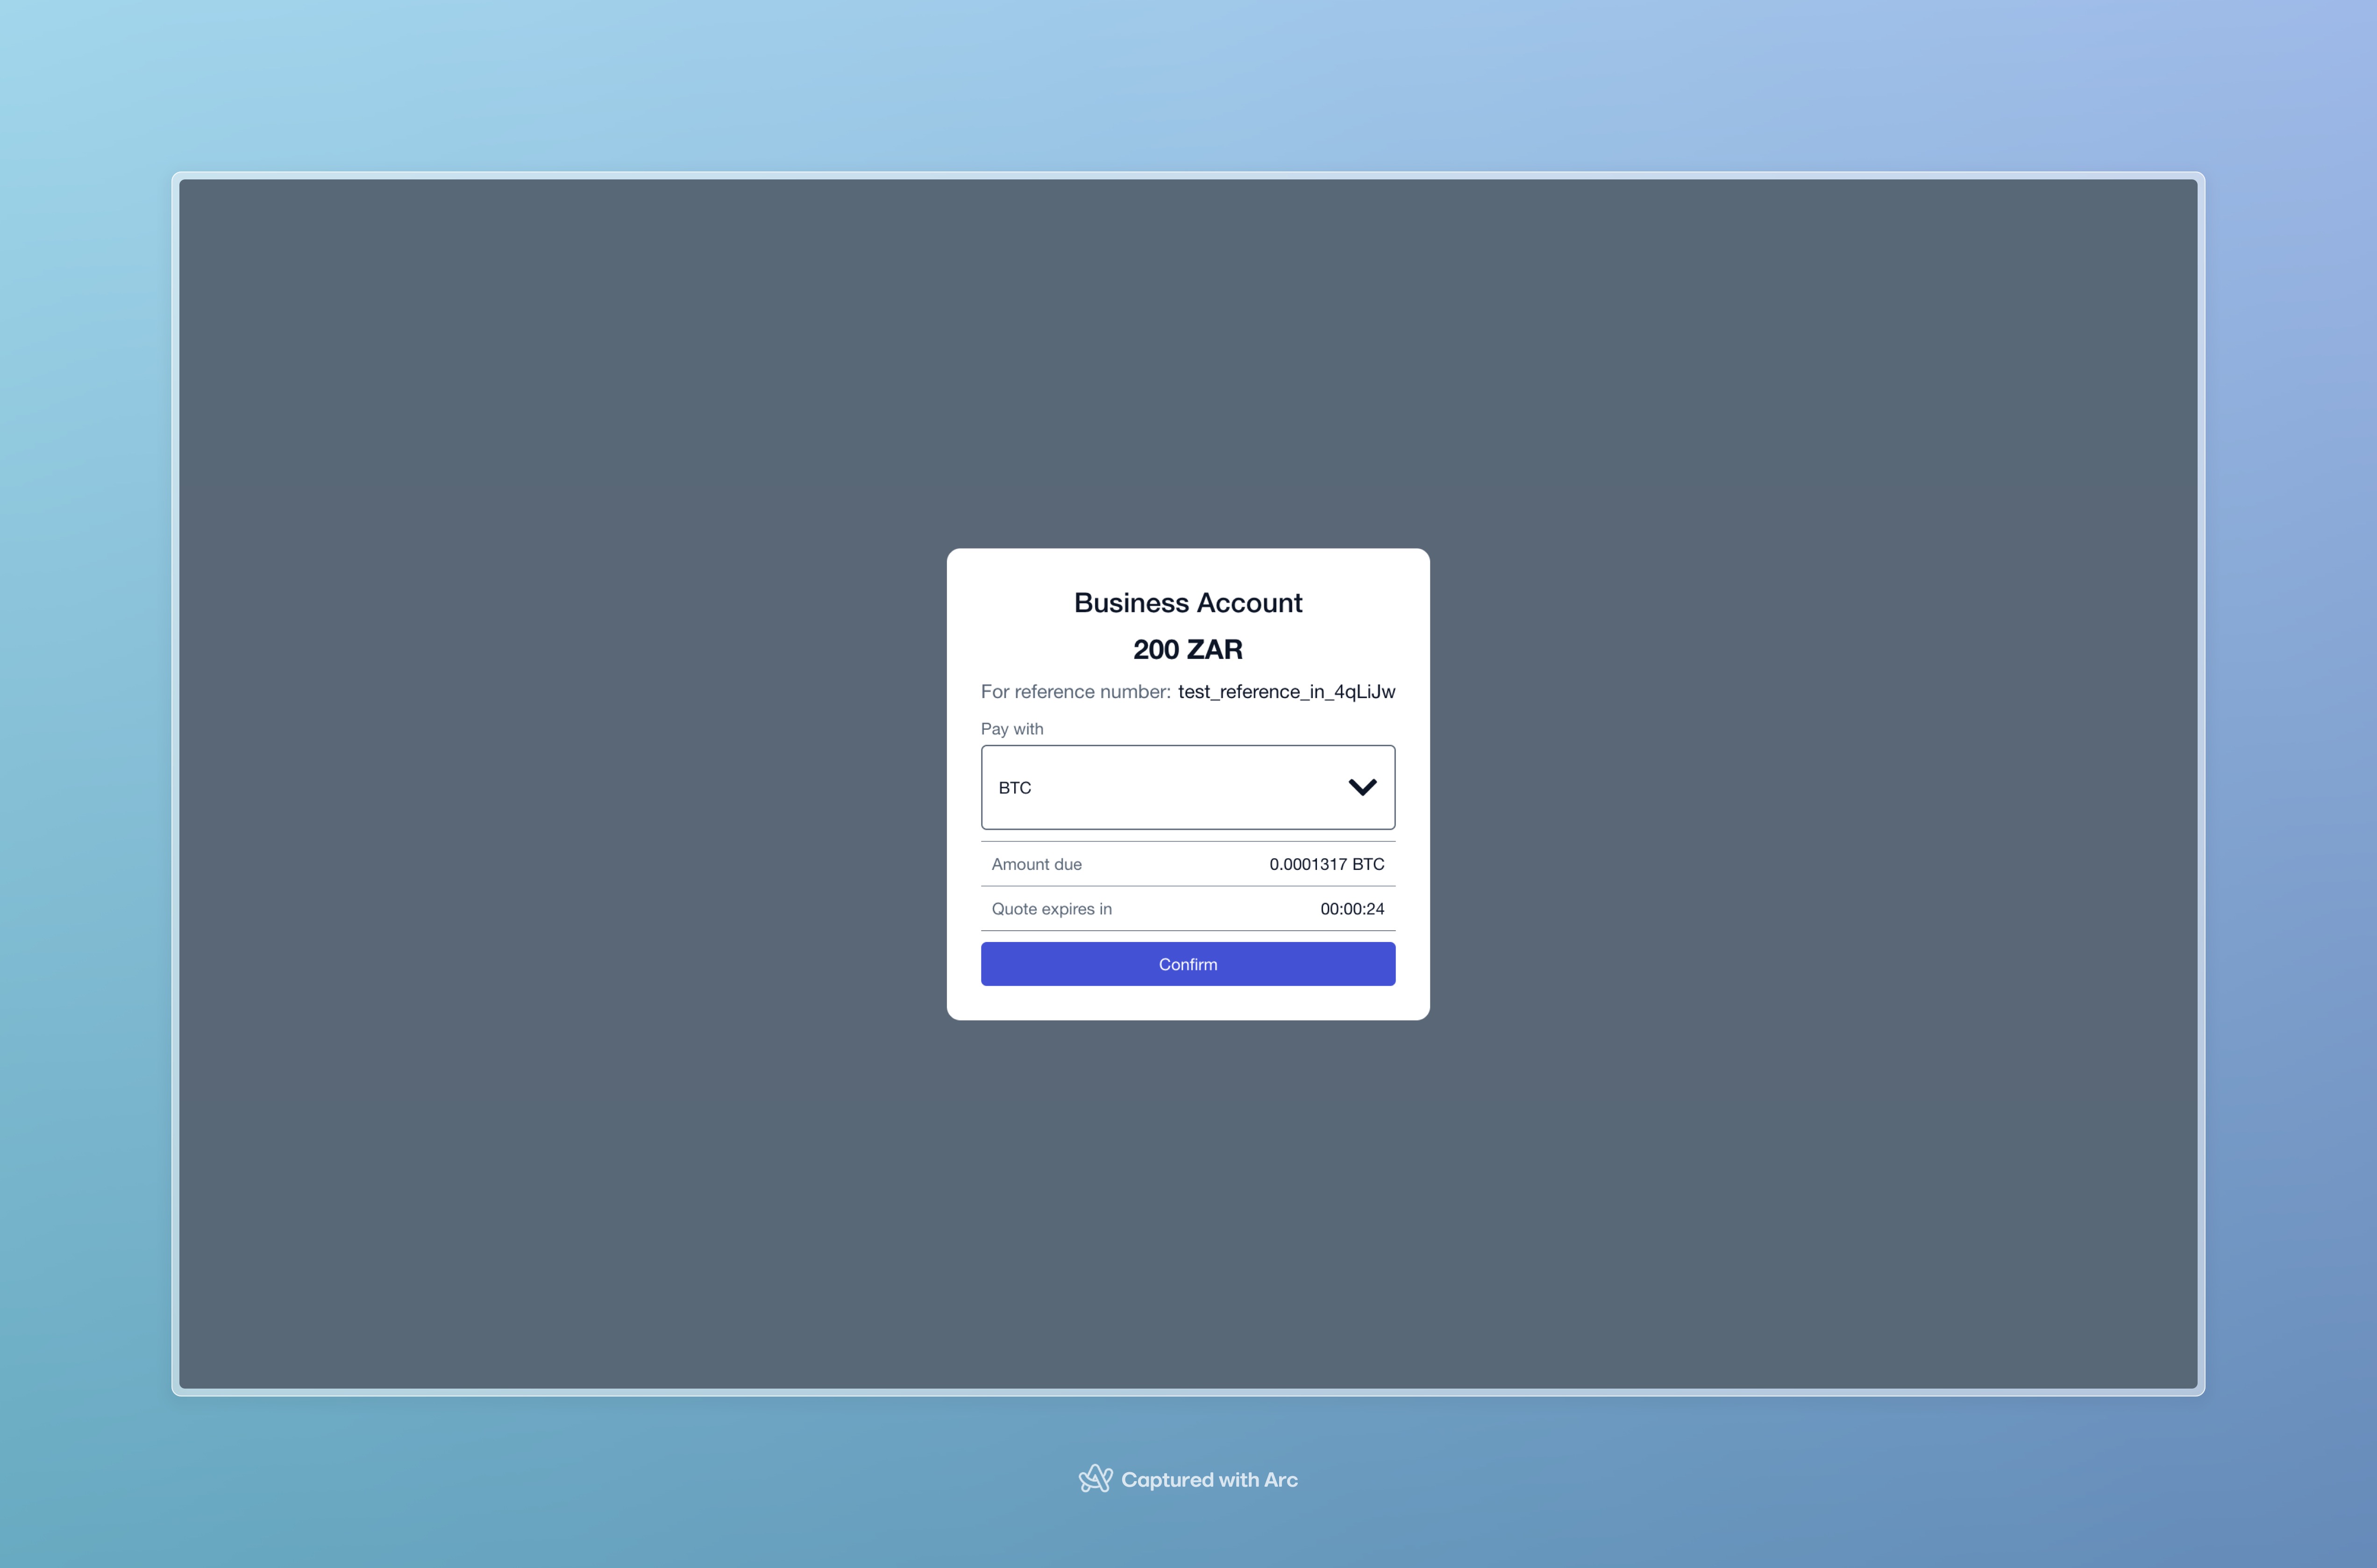 Business Account
200 ZAR
For reference number: test_reference_in_4qLiJw
Pay with
BTC
Amount due 0.0001317 BTC
Quote expires in 00:00:24
Confirm
Captured with Arc